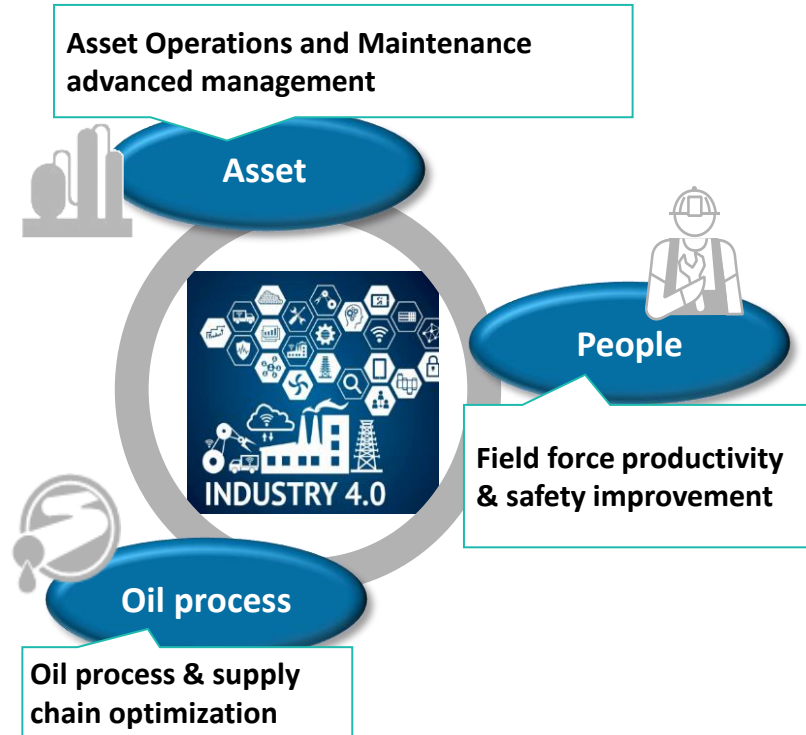 Asset Operations and Maintenance
advanced management
Asset
People
Field force productivity
& safety improvement
INDUSTRY 4.0
Oil process
Oil process & supply
chain optimization